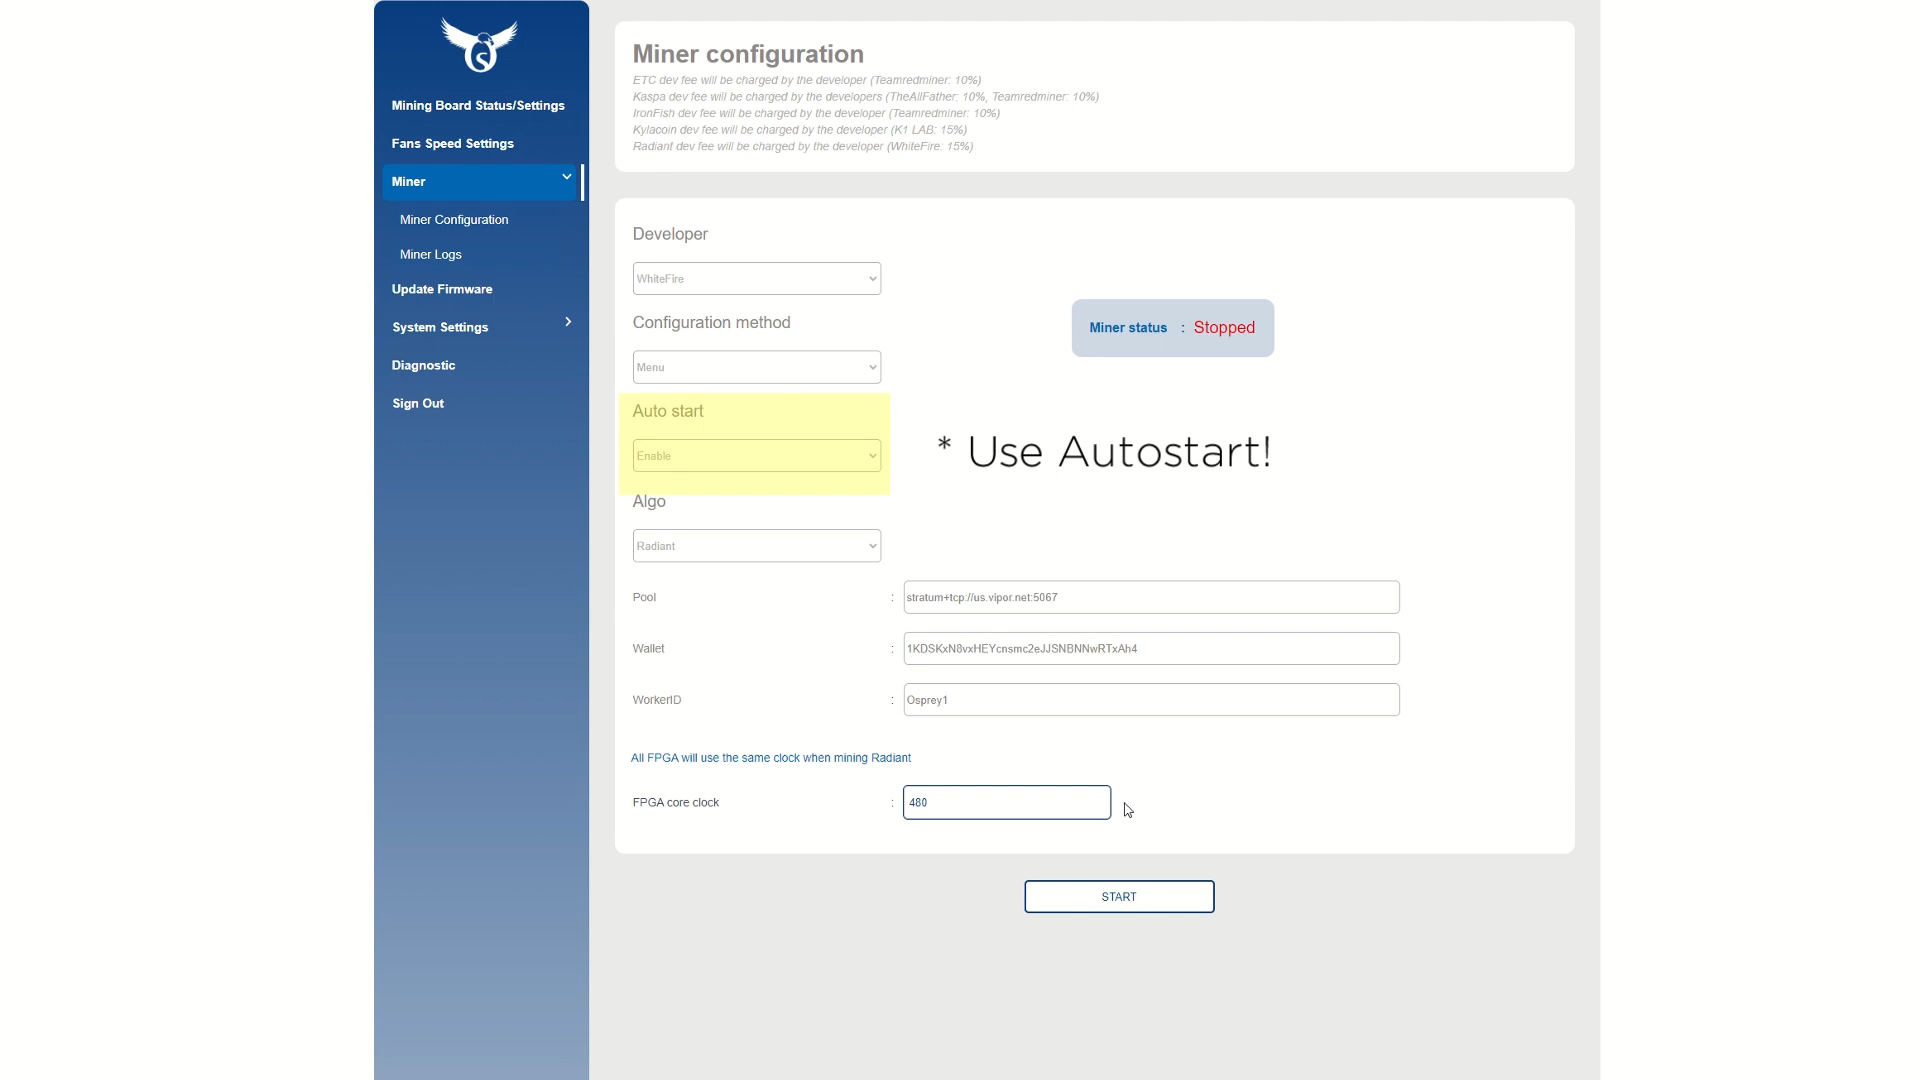 Mining Board Status/Settings
Fans Speed Settings
Miner
Miner Configuration
Miner Logs
Update Firmware
System Settings
Diagnostic
Sign Out
Miner configuration
ETC dev fee will be charged by the developer (Teamredminer: 10%)
Kaspa dev fee will be charged by the developers (TheAllFather: 10%, Teamredminer: 10%)
IronFish dev fee will be charged by the developer (Teamredminer: 10%)
Kylacoin dev fee will be charged by the developer (K1 LAB: 15%)
Radiant dev fee will be charged by the developer (WhiteFire: 15%)
Developer
WhiteFire
Configuration method
Menu
Miner status : Stopped
Auto start
Enable
* Use Autostart!
Algo
Radiant
Pool : stratum+tcp://us.vipor.net:5067
Wallet : 1KDSKxN8vxHEYcnsmc2eJJSNBNNwRTxAh4
WorkerID : Osprey1
All FPGA will use the same clock when mining Radiant
FPGA core clock : 480
START